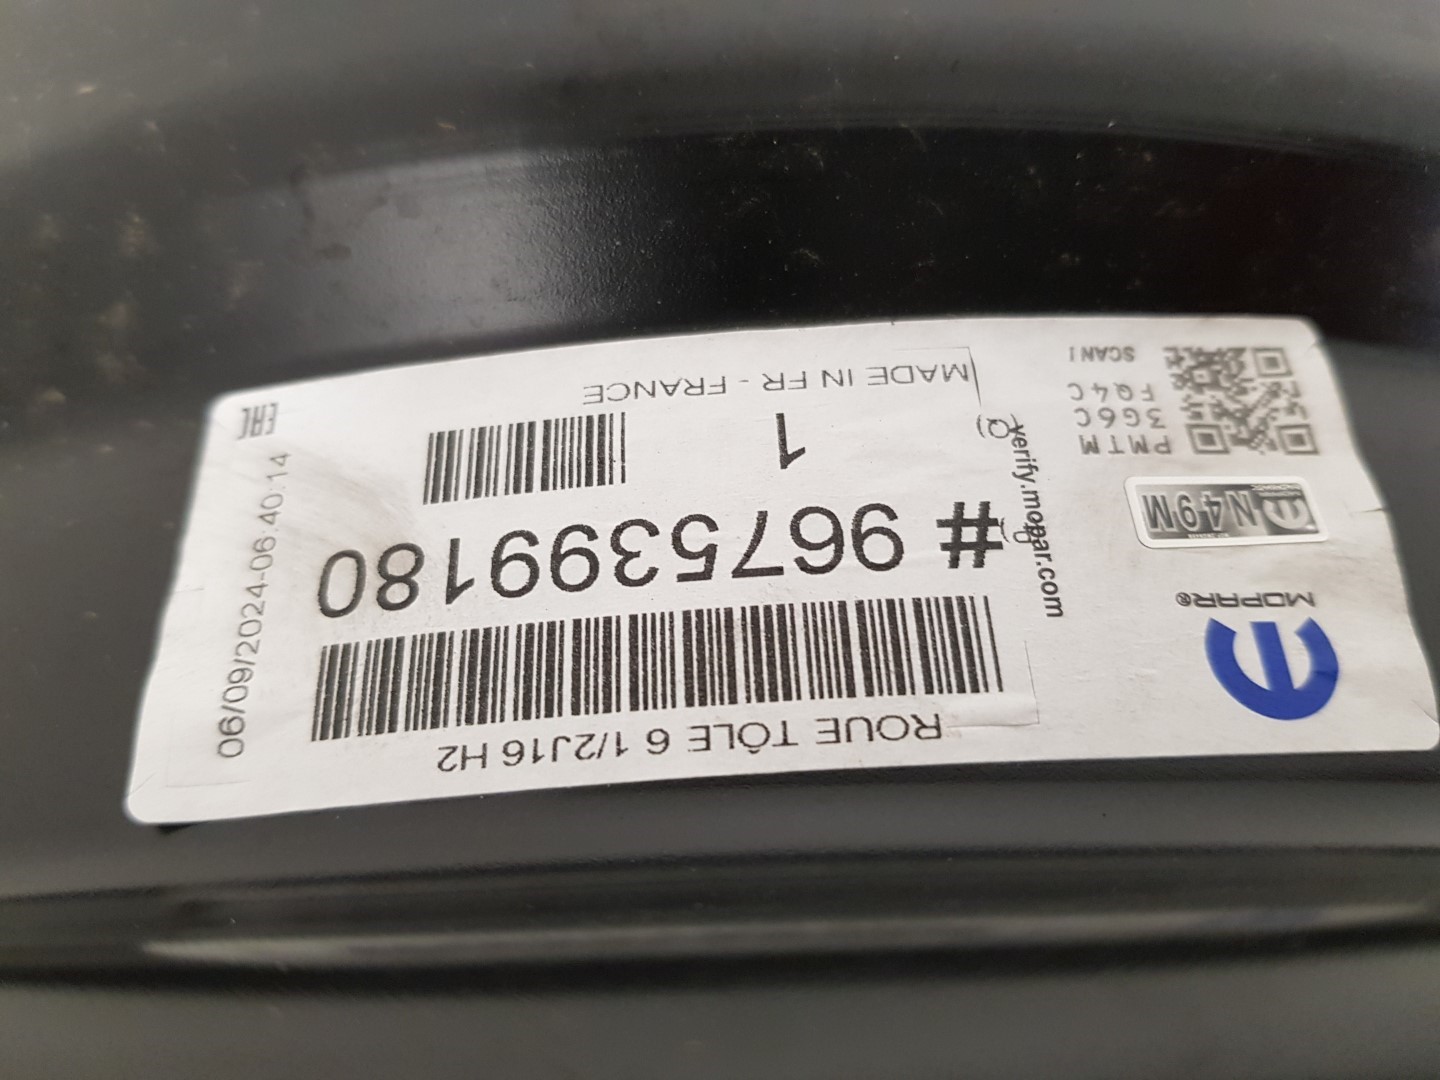 MOPAR®
N49M
PMTM
3G6C
FQ4C
SCAN!
verify.mopar.com
ROUE TÔLE 6 1/2J16 H2
# 9675399180
1
MADE IN FR - FRANCE
06/09/2024-06:40:14
EAC